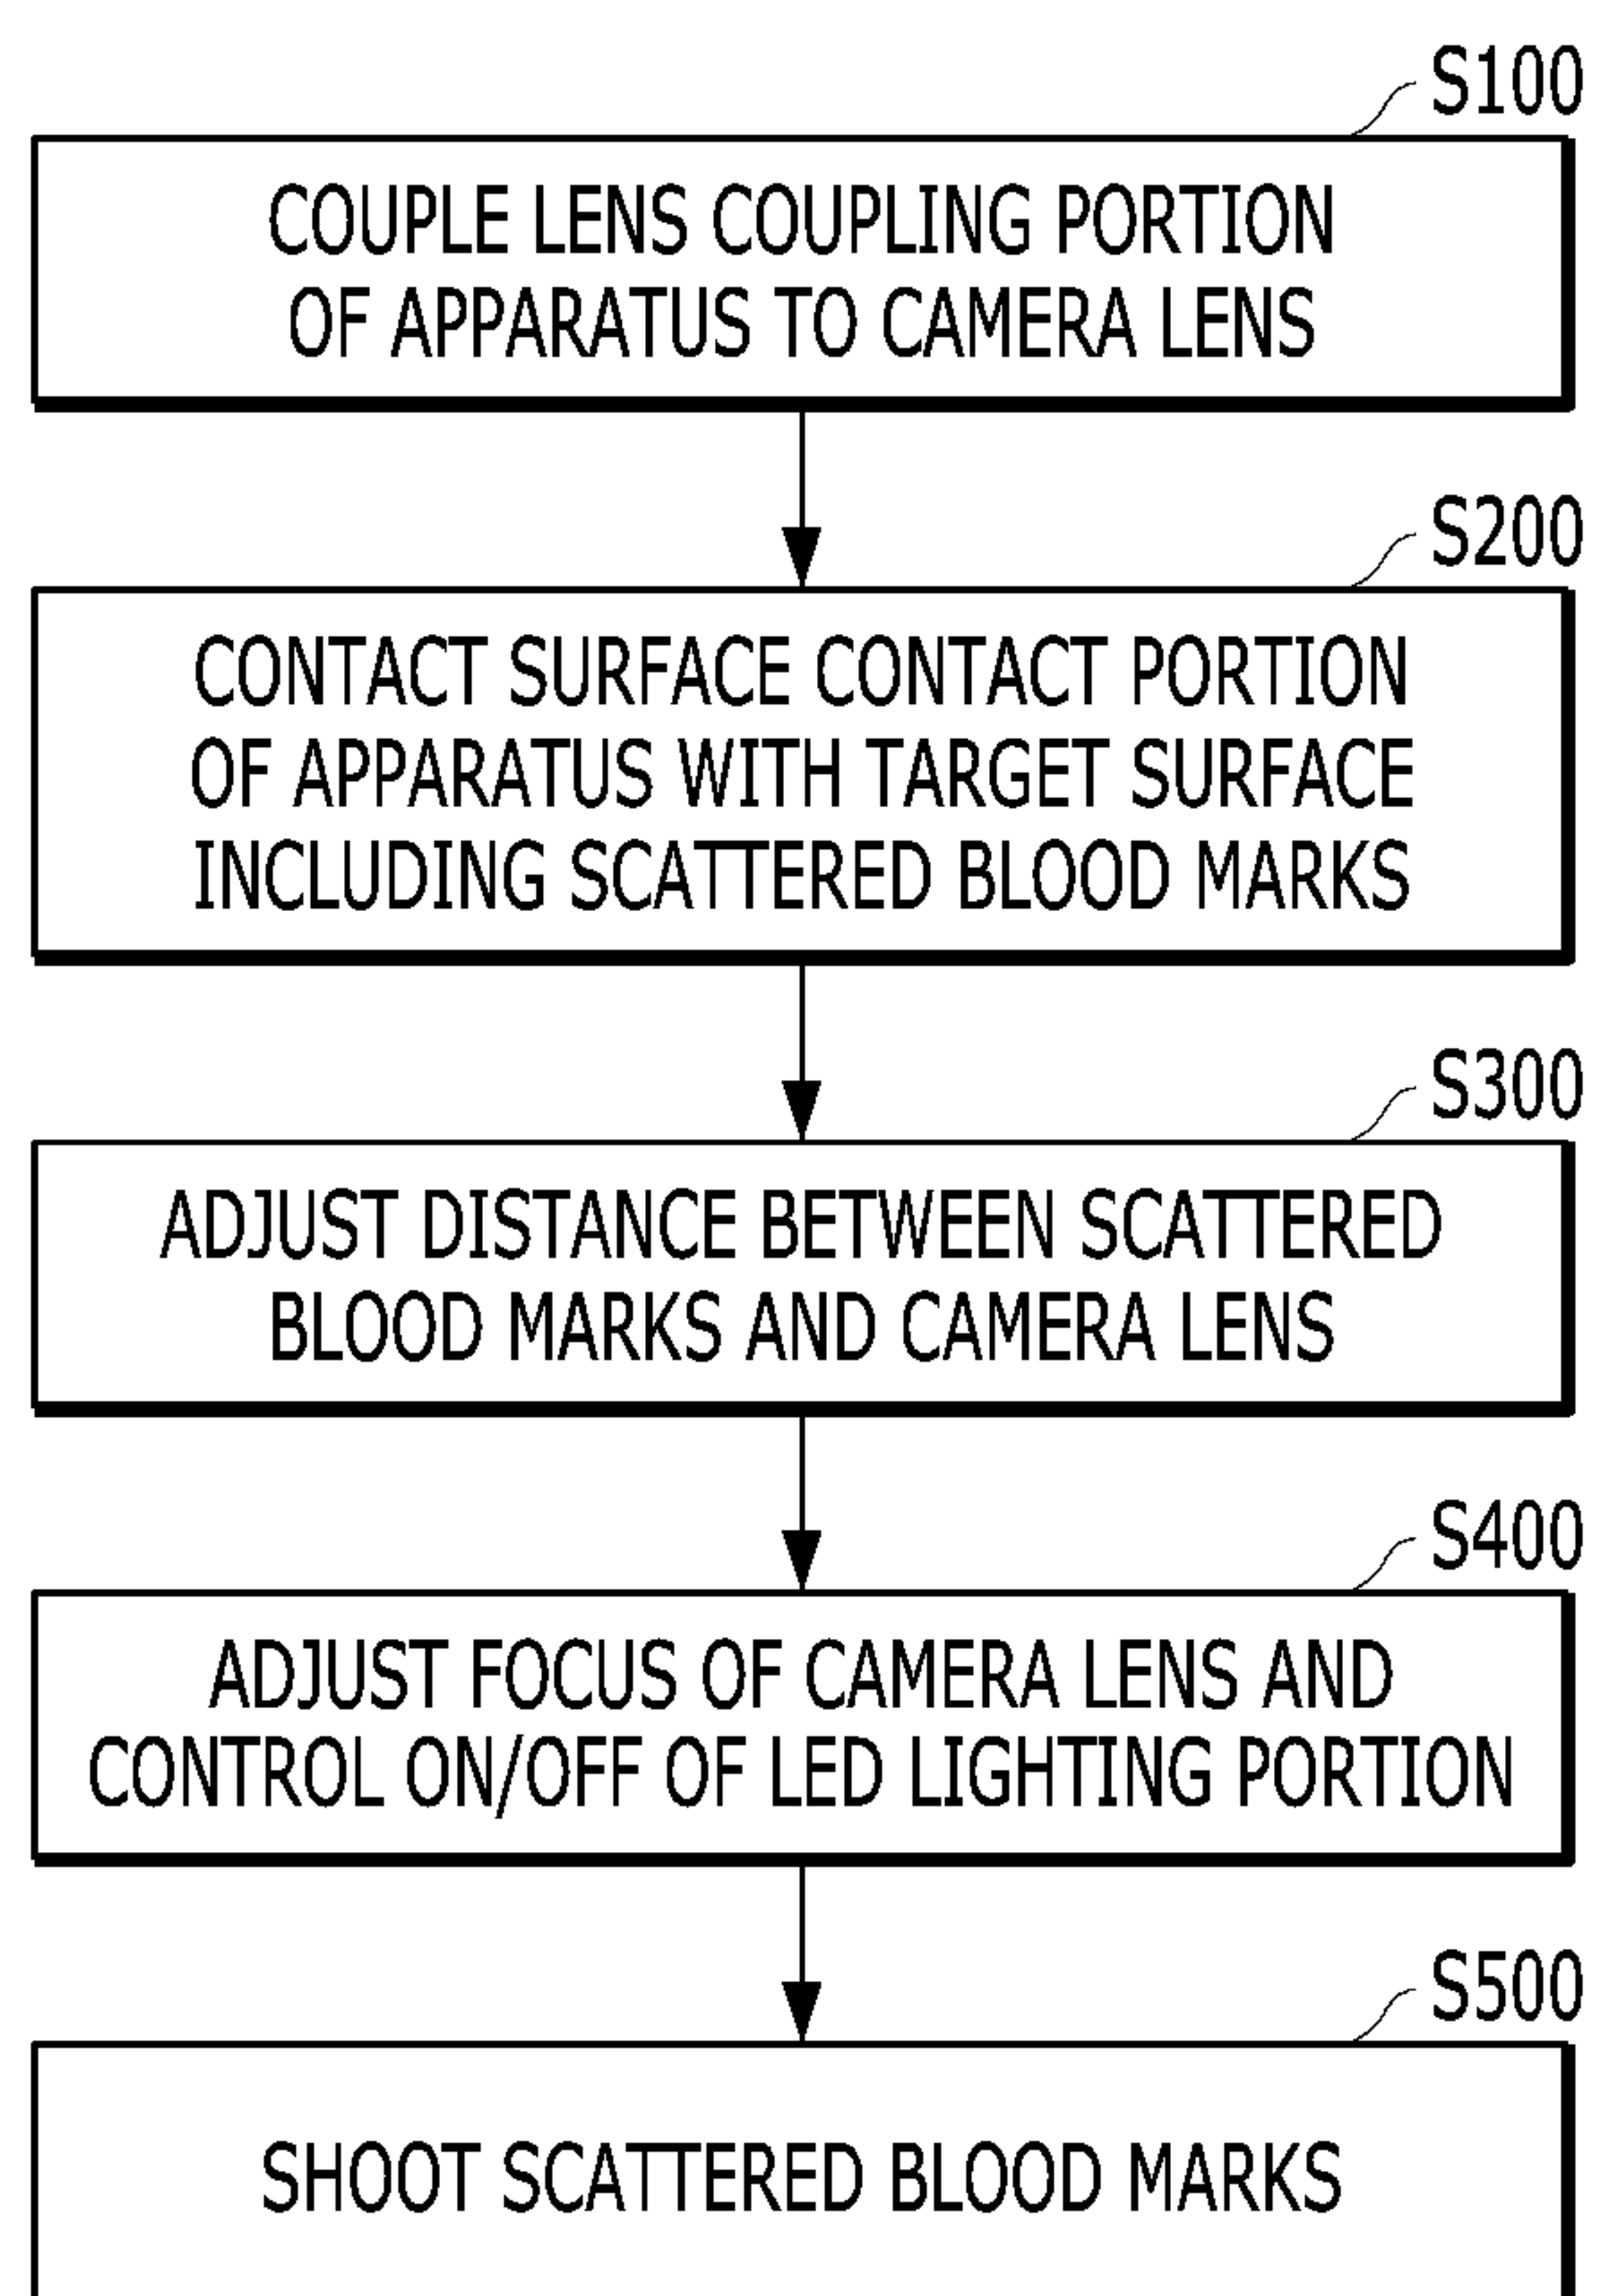 S100
COUPLE LENS COUPLING PORTION
OF APPARATUS TO CAMERA LENS
S200
CONTACT SURFACE CONTACT PORTION
OF APPARATUS WITH TARGET SURFACE
INCLUDING SCATTERED BLOOD MARKS
S300
ADJUST DISTANCE BETWEEN SCATTERED
BLOOD MARKS AND CAMERA LENS
S400
ADJUST FOCUS OF CAMERA LENS AND
CONTROL ON/OFF OF LED LIGHTING PORTION
S500
SHOOT SCATTERED BLOOD MARKS